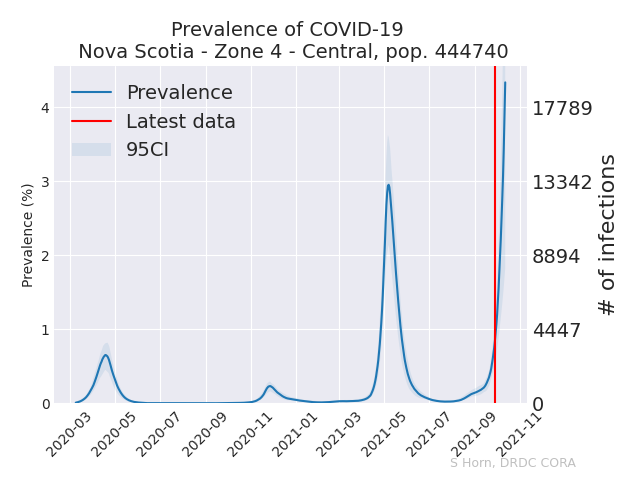 Prevalence of COVID-19
Nova Scotia - Zone 4 - Central, pop. 444740
Prevalence
Latest data
95CI
Prevalence (%)
4
3
2
1
0
17789
13342
8894
4447
0
# of infections
2020-03
2020-05
2020-07
2020-09
2020-11
2021-01
2021-03
2021-05
2021-07
2021-09
2021-11
S Horn, DRDC CORA